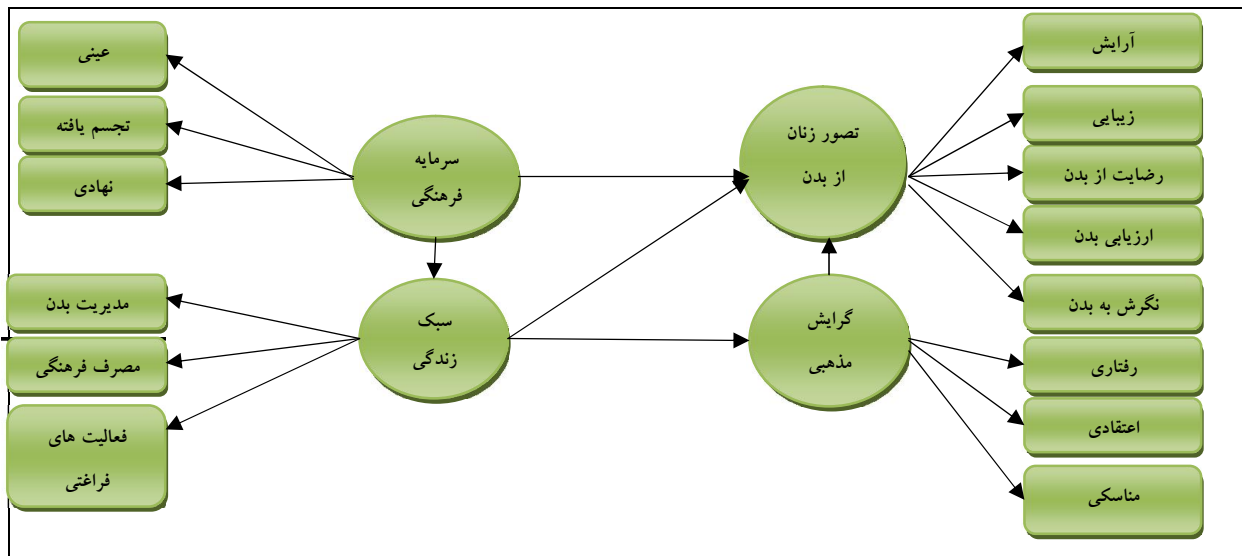 عینی
تجسم یافته
نهادی
سرمایه
فرهنگی
مدیریت بدن
مصرف فرهنگی
فعالیت های
فراغتی
سبک
زندگی
تصور زنان
از بدن
آرایش
زیبایی
رضایت از بدن
ارزیابی بدن
نگرش به بدن
گرایش
مذهبی
رفتاری
اعتقادی
مناسکی